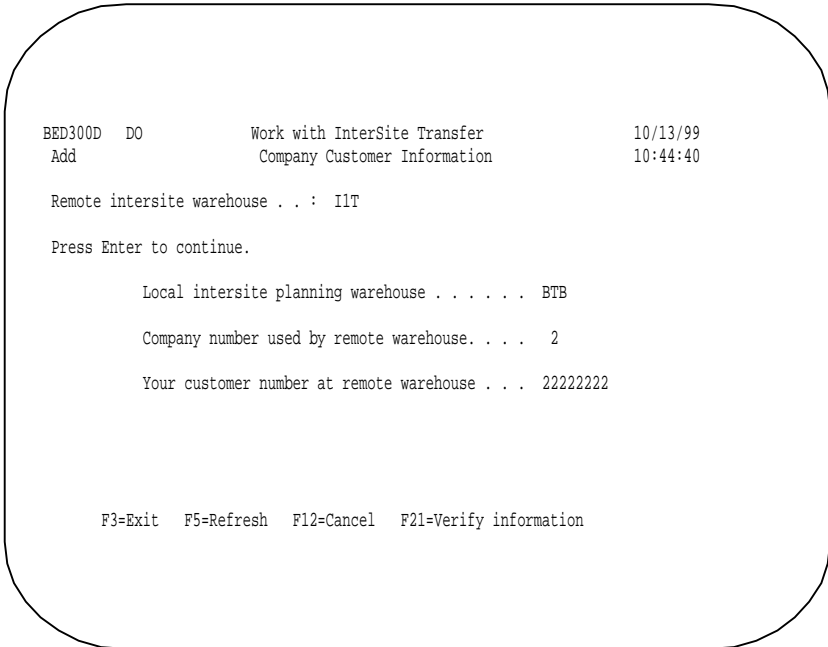 BED300D DO Work with InterSite Transfer 10/13/99
Add Company Customer Information 10:44:40
Remote intersite warehouse . . : I1T
Press Enter to continue.
Local intersite planning warehouse . . . . . . BTB
Company number used by remote warehouse. . . . 2
Your customer number at remote warehouse . . . 22222222
F3=Exit F5=Refresh F12=Cancel F21=Verify information